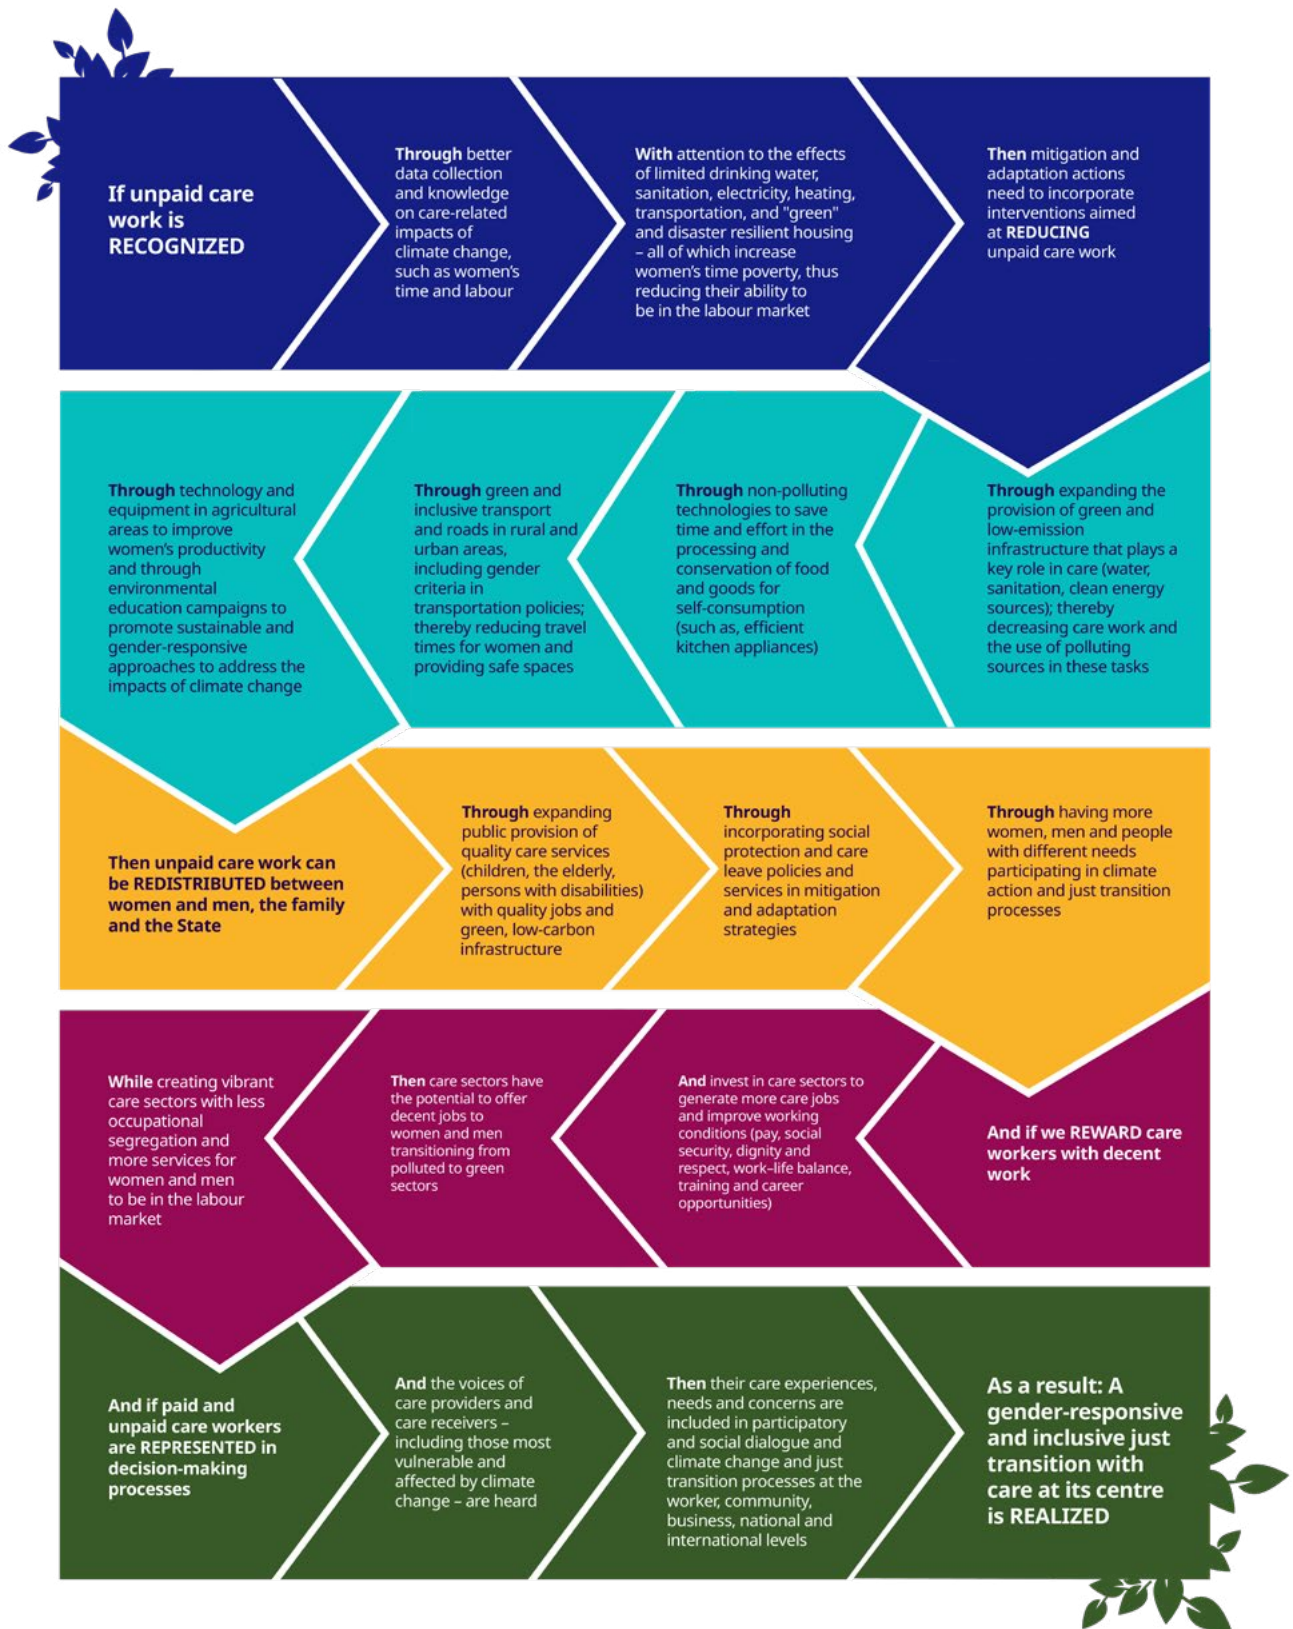 If unpaid care
work is
RECOGNIZED
Through better
data collection
and knowledge
on care-related
impacts of
climate change,
such as women's
time and labour
With attention to the effects
of limited drinking water,
sanitation, electricity, heating,
transportation, and "green"
and disaster resilient housing
– all of which increase
women's time poverty, thus
reducing their ability to
be in the labour market
Then mitigation and
adaptation actions
need to incorporate
interventions aimed
at REDUCING
unpaid care work
Through expanding the
provision of green and
low-emission
infrastructure that plays a
key role in care (water,
sanitation, clean energy
sources); thereby
decreasing care work and
the use of polluting
sources in these tasks
Through non-polluting
technologies to save
time and effort in the
processing and
conservation of food
and goods for
self-consumption
(such as, efficient
kitchen appliances)
Through green and
inclusive transport
and roads in rural and
urban areas,
including gender
criteria in
transportation policies;
thereby reducing travel
times for women and
providing safe spaces
Through technology and
equipment in agricultural
areas to improve
women's productivity
and through
environmental
education campaigns to
promote sustainable and
gender-responsive
approaches to address the
impacts of climate change
Then unpaid care work can
be REDISTRIBUTED between
women and men, the family
and the State
Through expanding
public provision of
quality care services
(children, the elderly,
persons with disabilities)
with quality jobs and
green, low-carbon
infrastructure
Through
incorporating social
protection and care
leave policies and
services in mitigation
and adaptation
strategies
Through having more
women, men and people
with different needs
participating in climate
action and just transition
processes
And if we REWARD care
workers with decent
work
And invest in care sectors to
generate more care jobs
and improve working
conditions (pay, social
security, dignity and
respect, work–life balance,
training and career
opportunities)
Then care sectors have
the potential to offer
decent jobs to
women and men
transitioning from
polluted to green
sectors
While creating vibrant
care sectors with less
occupational
segregation and
more services for
women and men
to be in the labour
market
And if paid and
unpaid care workers
are REPRESENTED in
decision-making
processes
And the voices of
care providers and
care receivers –
including those most
vulnerable and
affected by climate
change – are heard
Then their care experiences,
needs and concerns are
included in participatory
and social dialogue and
climate change and just
transition processes at the
worker, community,
business, national and
international levels
As a result: A
gender-responsive
and inclusive just
transition with
care at its centre
is REALIZED